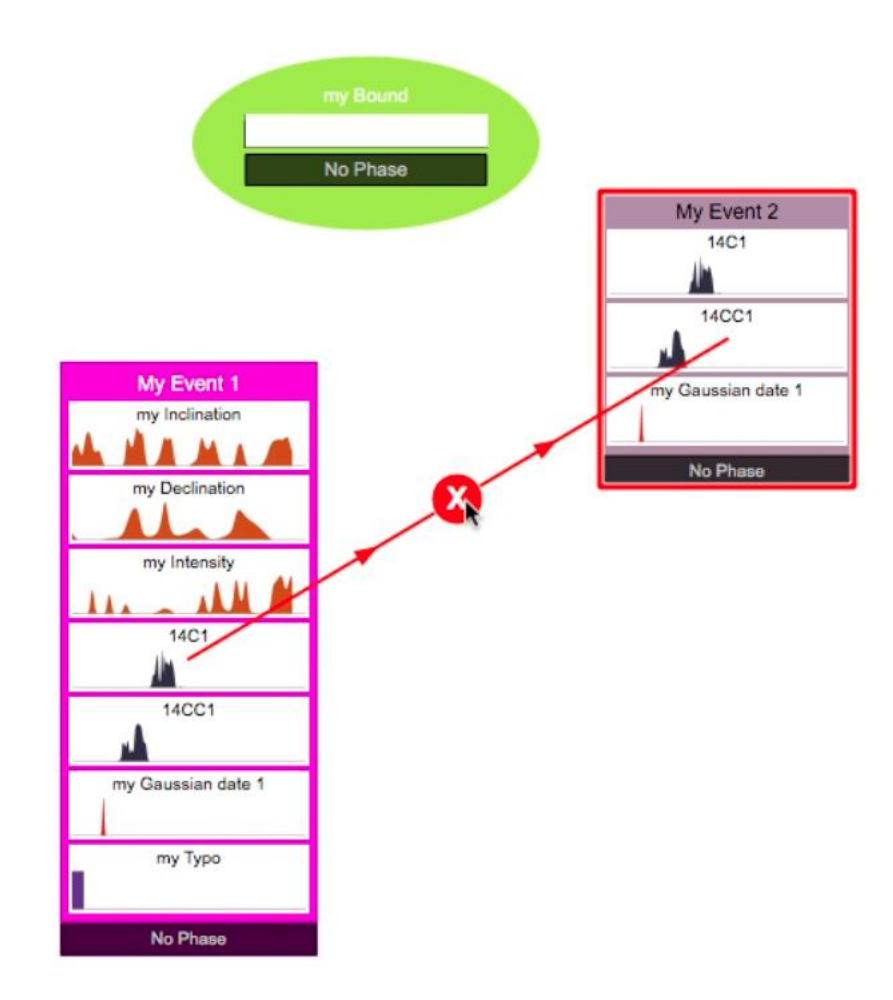 my Bound
No Phase
My Event 2
14C1
14CC1
my Gaussian date 1
No Phase
My Event 1
my Inclination
my Declination
my Intensity
14C1
14CC1
my Gaussian date 1
my Typo
No Phase
X